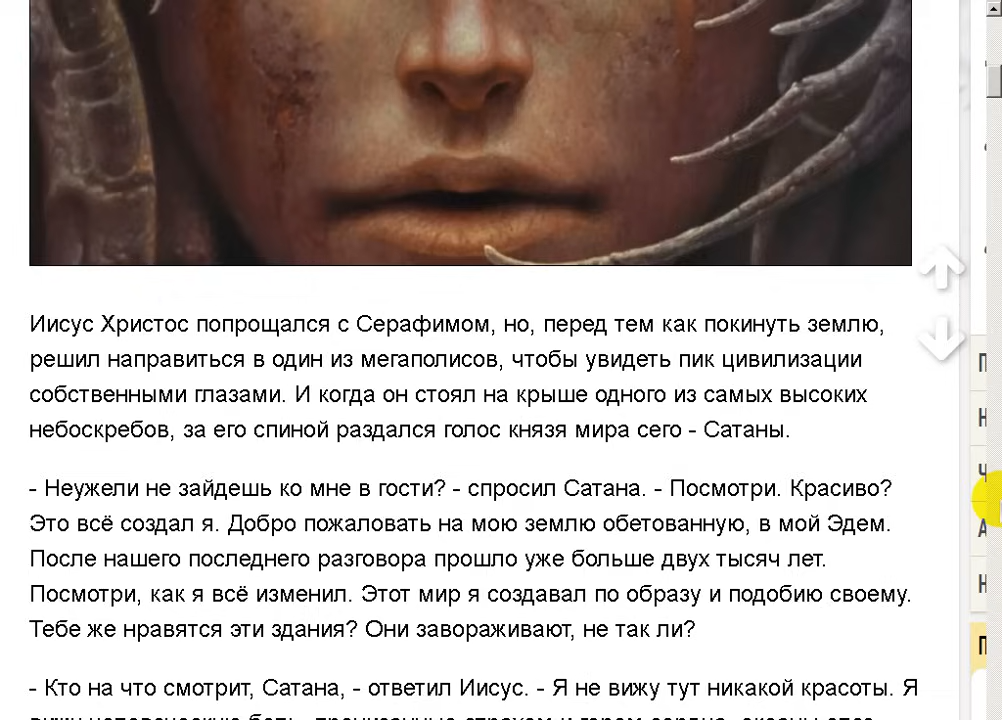 Иисус Христос попрощался с Серафимом, но, перед тем как покинуть землю,
решил направиться в один из мегаполисов, чтобы увидеть пик цивилизации
собственными глазами. И когда он стоял на крыше одного из самых высоких
небоскребов, за его спиной раздался голос князя мира сего - Сатаны.
- Неужели не зайдешь ко мне в гости? - спросил Сатана. - Посмотри. Красиво?
Это всё создал я. Добро пожаловать на мою землю обетованную, в мой Эдем.
После нашего последнего разговора прошло уже больше двух тысяч лет.
Посмотри, как я всё изменил. Этот мир я создавал по образу и подобию своему.
Тебе же нравятся эти здания? Они завораживают, не так ли?
- Кто на что смотрит, Сатана, - ответил Иисус. - Я не вижу тут никакой красоты. Я
П
Н
Ч
А
Н
П